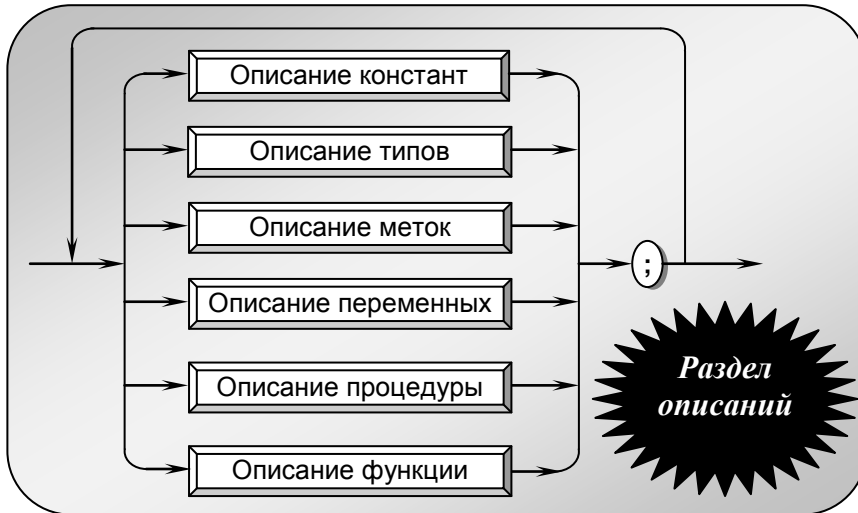 Описание констант
Описание типов
Описание меток
;
Описание переменных
Описание процедуры
Описание функции
Раздел
описаний